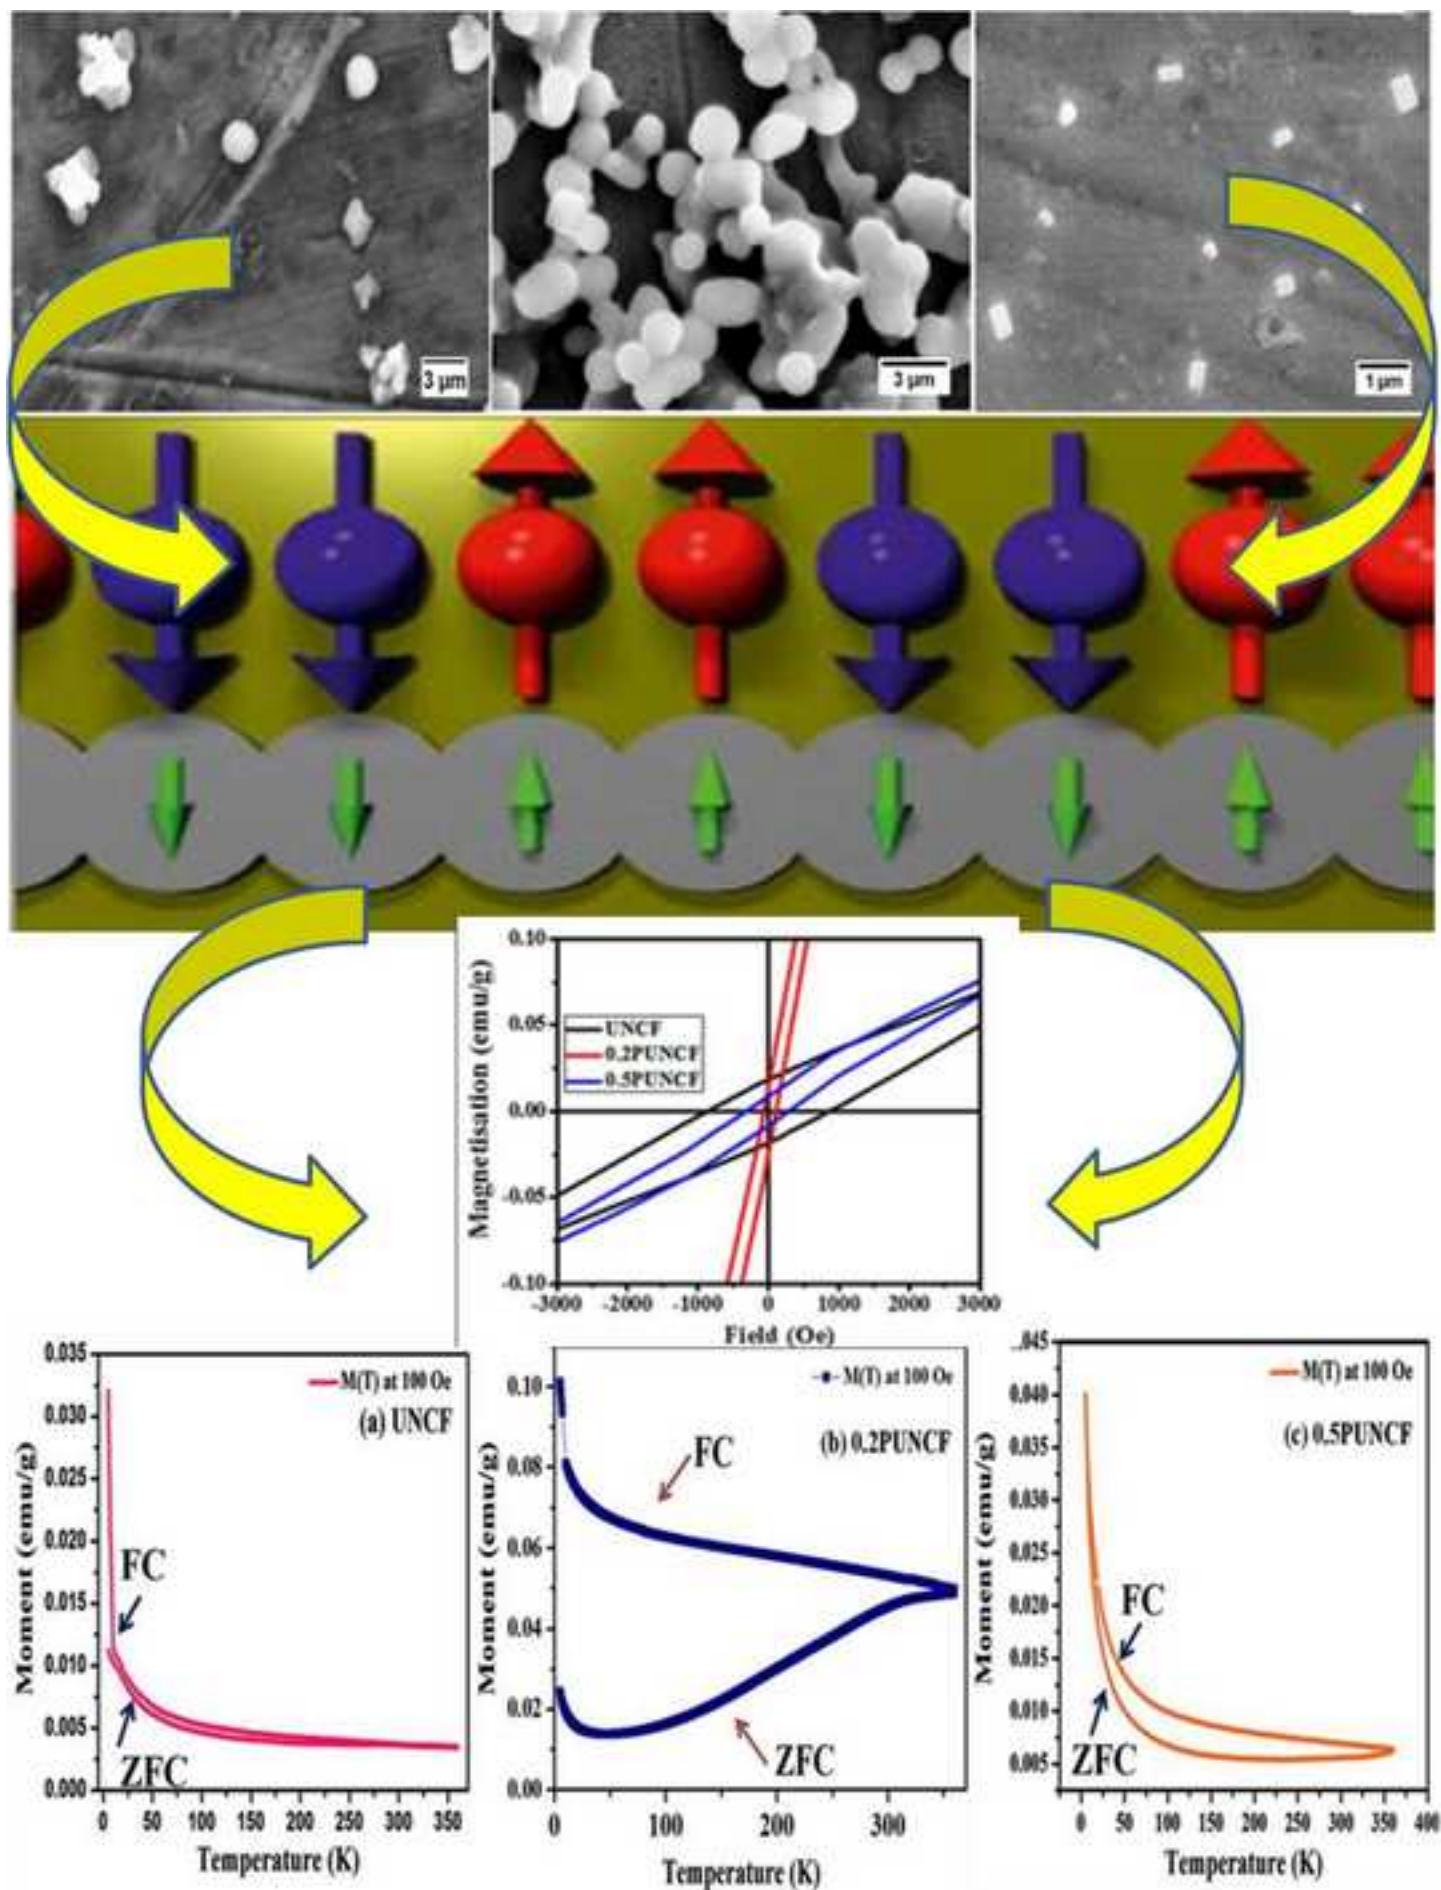 3 μm
3 μm
1 μm
0.10
0.05
0.00
-0.05
-0.10
Magnetisation (emu/g)
UNCF
0.2PUNCF
0.5PUNCF
-3000 -2000 -1000 0 1000 2000 3000
Field (Oe)
0.035
0.030
0.025
0.020
0.015
0.010
0.005
0.000
Moment (emu/g)
M(T) at 100 Oe
(a) UNCF
FC
ZFC
0 50 100 150 200 250 300 350
Temperature (K)
0.10
0.08
0.06
0.04
0.02
0.00
Moment (emu/g)
M(T) at 100 Oe
(b) 0.2PUNCF
FC
ZFC
0 100 200 300
Temperature (K)
.045
0.040
0.035
0.030
0.025
0.020
0.015
0.010
0.005
Moment (emu/g)
M(T) at 100 Oe
(c) 0.5PUNCF
FC
ZFC
0 50 100 150 200 250 300 350 400
Temperature (K)